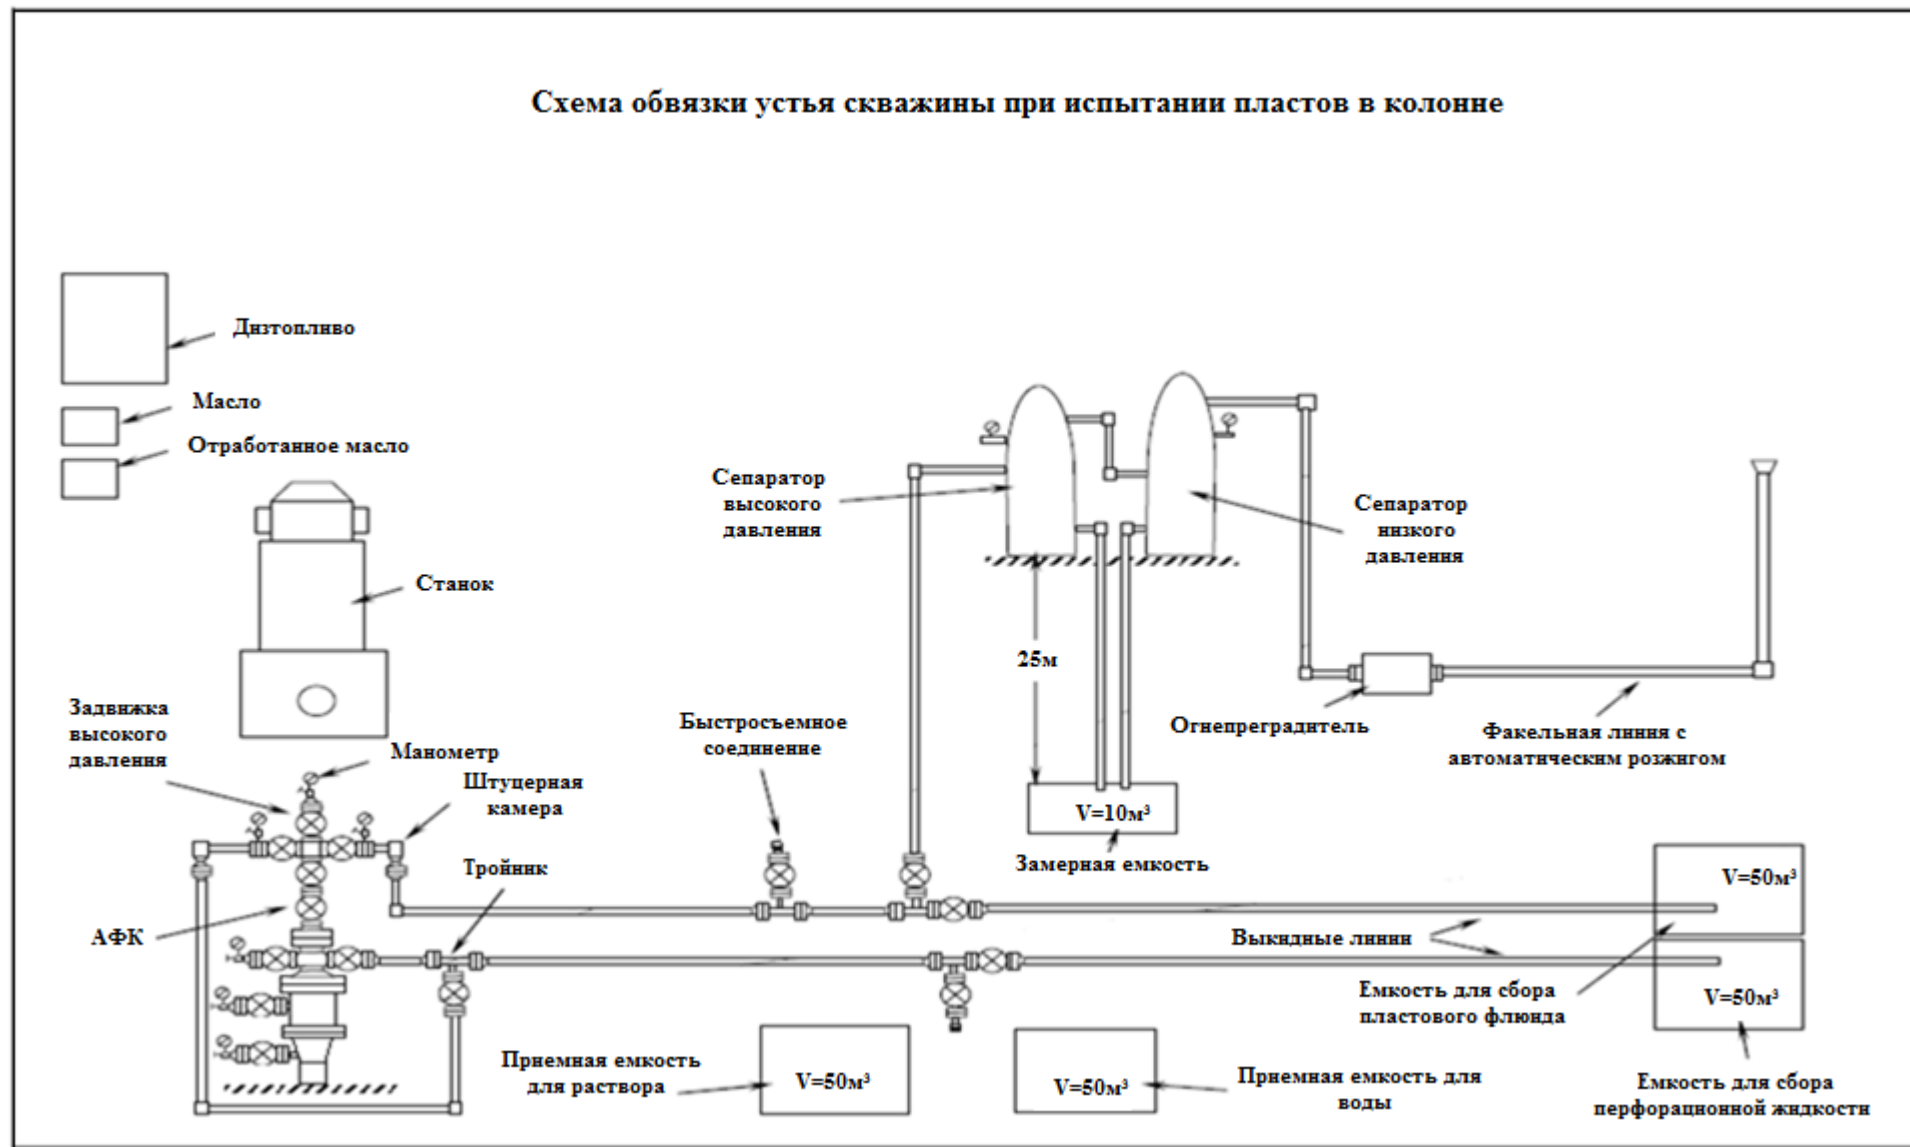 Схема обвязки устья скважины при испытании пластов в колонне
Дизтопливо
Масло
Отработанное масло
Станок
Сепаратор
высокого
давления
Сепаратор
низкого
давления
25м
Задвижка
высокого
давления
Манометр
Штуцерная
камера
Быстросъемное
соединение
Огнепреградитель
Факельная линия с
автоматическим розжигом
V=10м³
Замерная емкость
Тройник
АФК
V=50м³
Выкидные линии
V=50м³
Емкость для сбора
пластового флюида
Приемная емкость
для раствора
V=50м³
V=50м³
Приемная емкость для
воды
Емкость для сбора
перфорационной жидкости